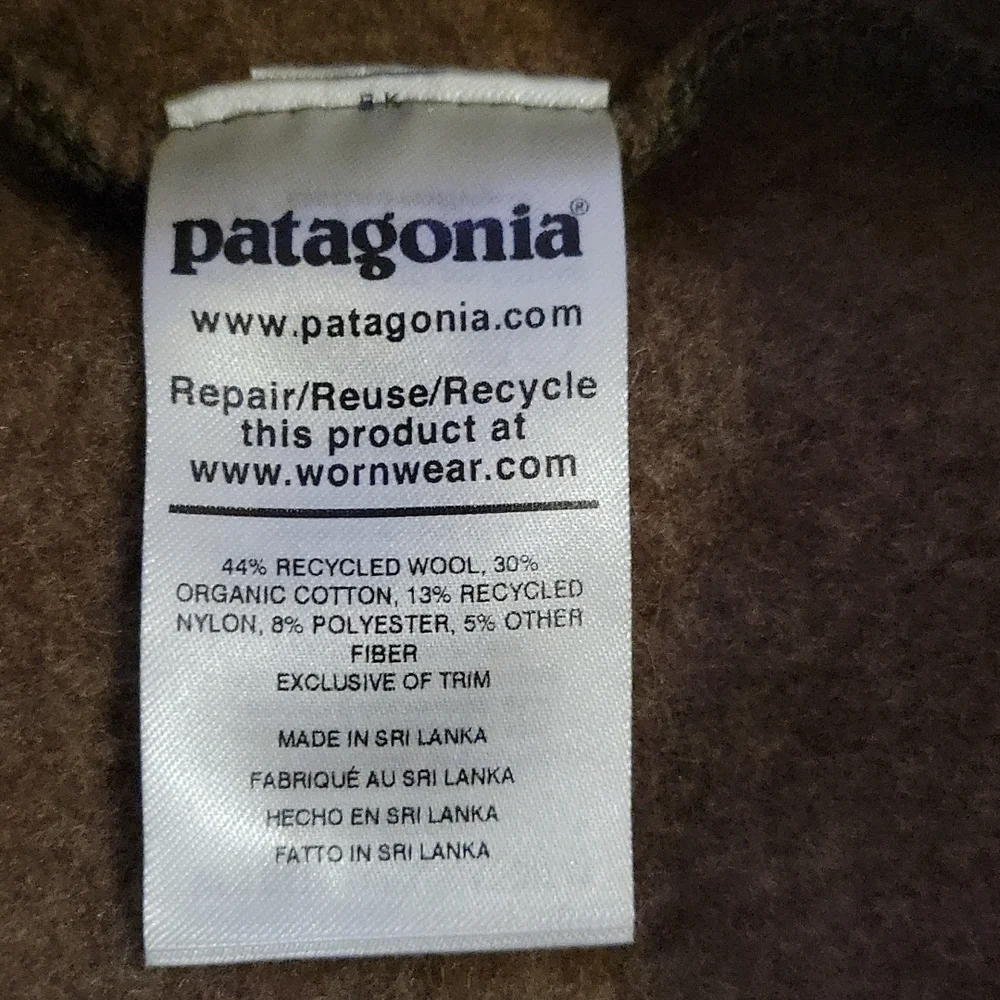 patagonia®
www.patagonia.com
Repair/Reuse/Recycle
this product at
www.wornwear.com
44% RECYCLED WOOL, 30%
ORGANIC COTTON, 13% RECYCLED
NYLON, 8% POLYESTER, 5% OTHER
FIBER
EXCLUSIVE OF TRIM
MADE IN SRI LANKA
FABRIQUÉ AU SRI LANKA
HECHO EN SRI LANKA
FATTO IN SRI LANKA